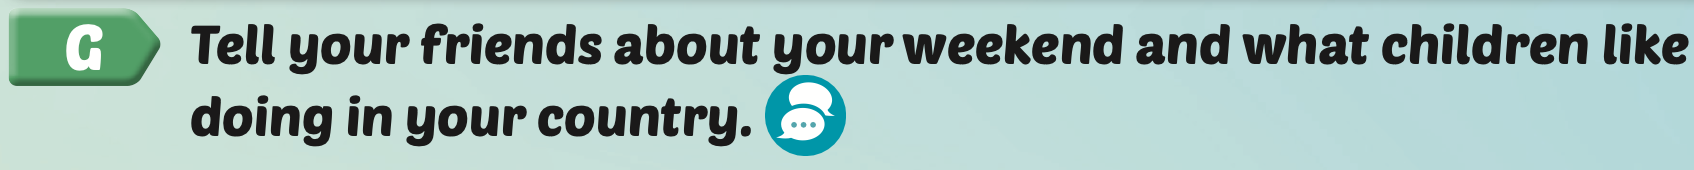 G
Tell your friends about your weekend and what children like
doing in your country.